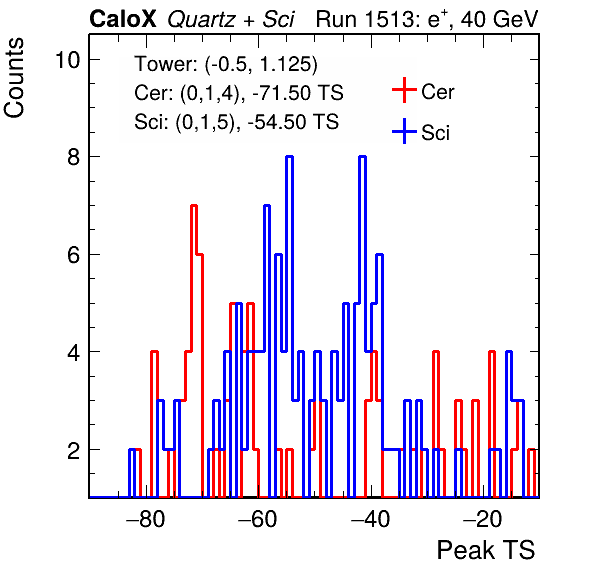 CaloX Quartz + Sci Run 1513: e⁺, 40 GeV
Counts
Tower: (-0.5, 1.125)
Cer: (0,1,4), -71.50 TS
Sci: (0,1,5), -54.50 TS
Cer
Sci
10
8
6
4
2
−80 −60 −40 −20
Peak TS